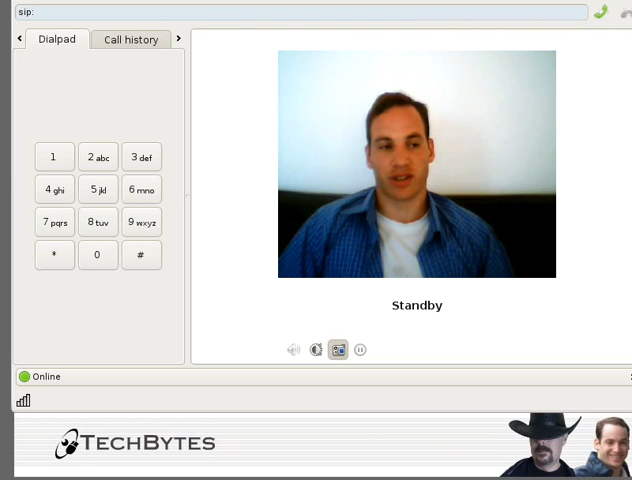 sip:
Dialpad
Call history
1
2 abc
3 def
4 ghi
5 jkl
6 mno
7 pqrs
8 tuv
9 wxyz
*
0
#
Standby
Online
TECHBYTES